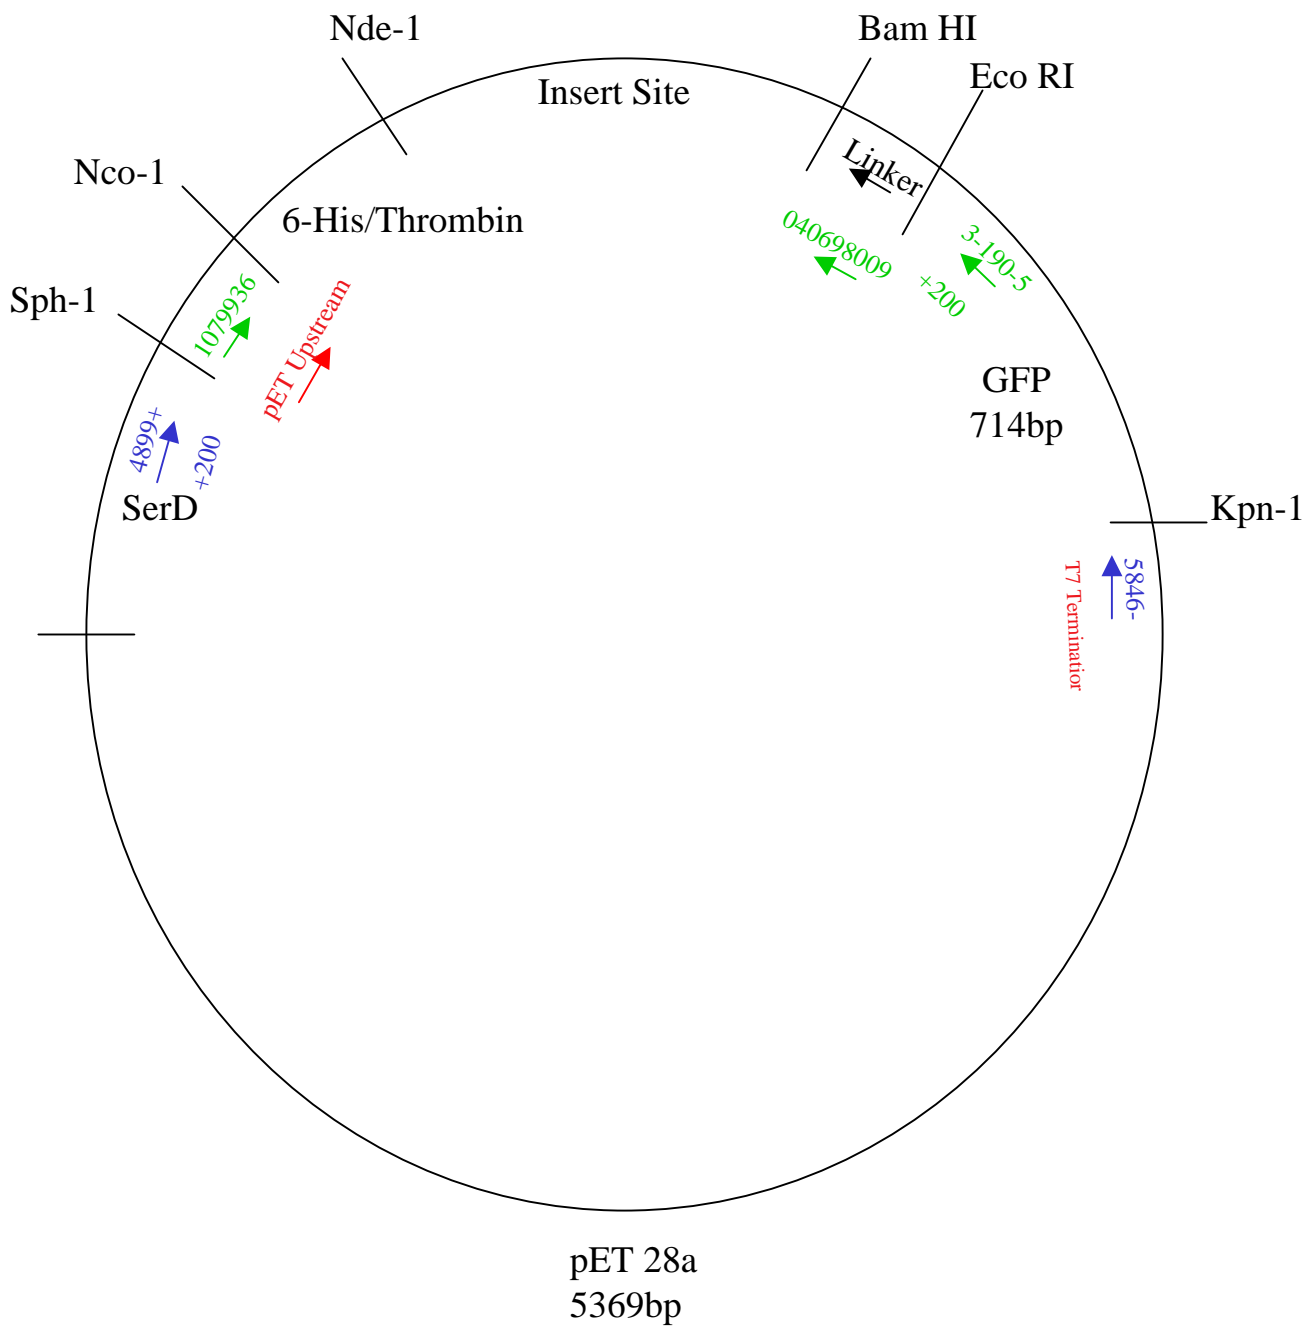 Nde-1
Bam HI
Insert Site
Eco RI
Linker
Nco-1
6-His/Thrombin
040698009
3-190-5
+200
Sph-1
1079936
pET Upstream
GFP
714bp
4899+
+200
SerD
Kpn-1
5846-
T7 Terminatior
pET 28a
5369bp